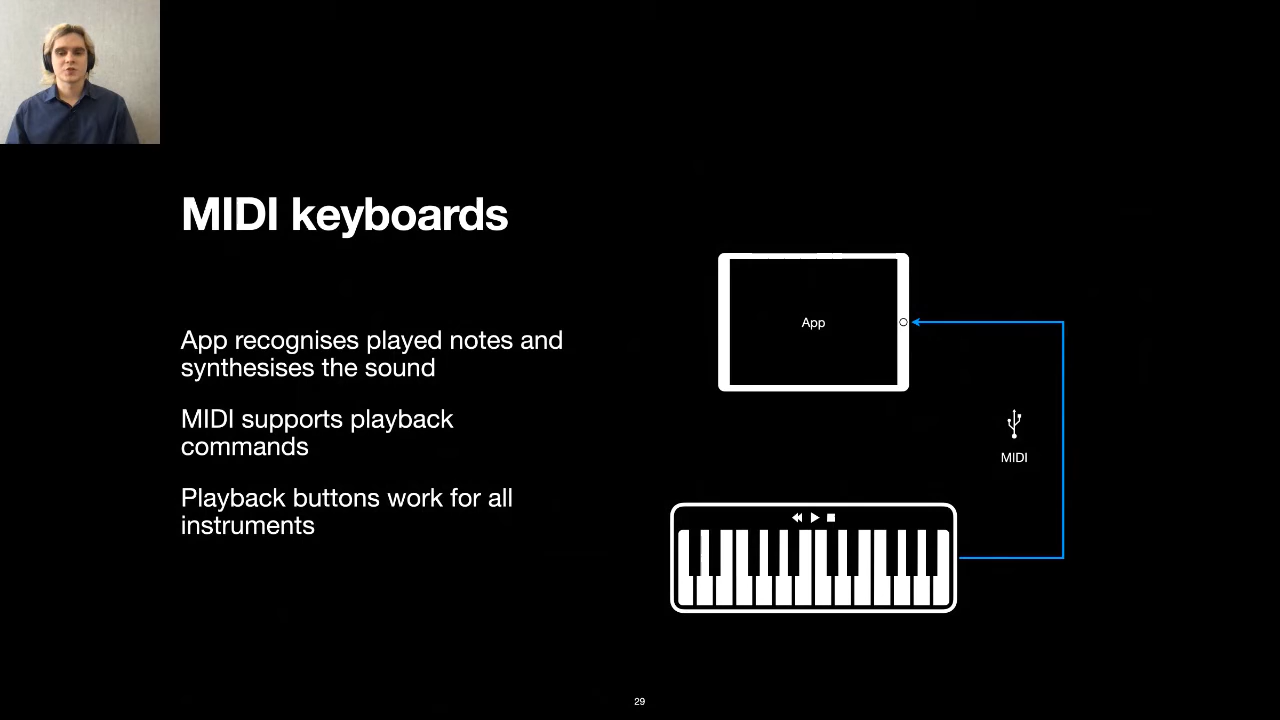 MIDI keyboards
App recognises played notes and
synthesises the sound
MIDI supports playback
commands
Playback buttons work for all
instruments
App
MIDI
29